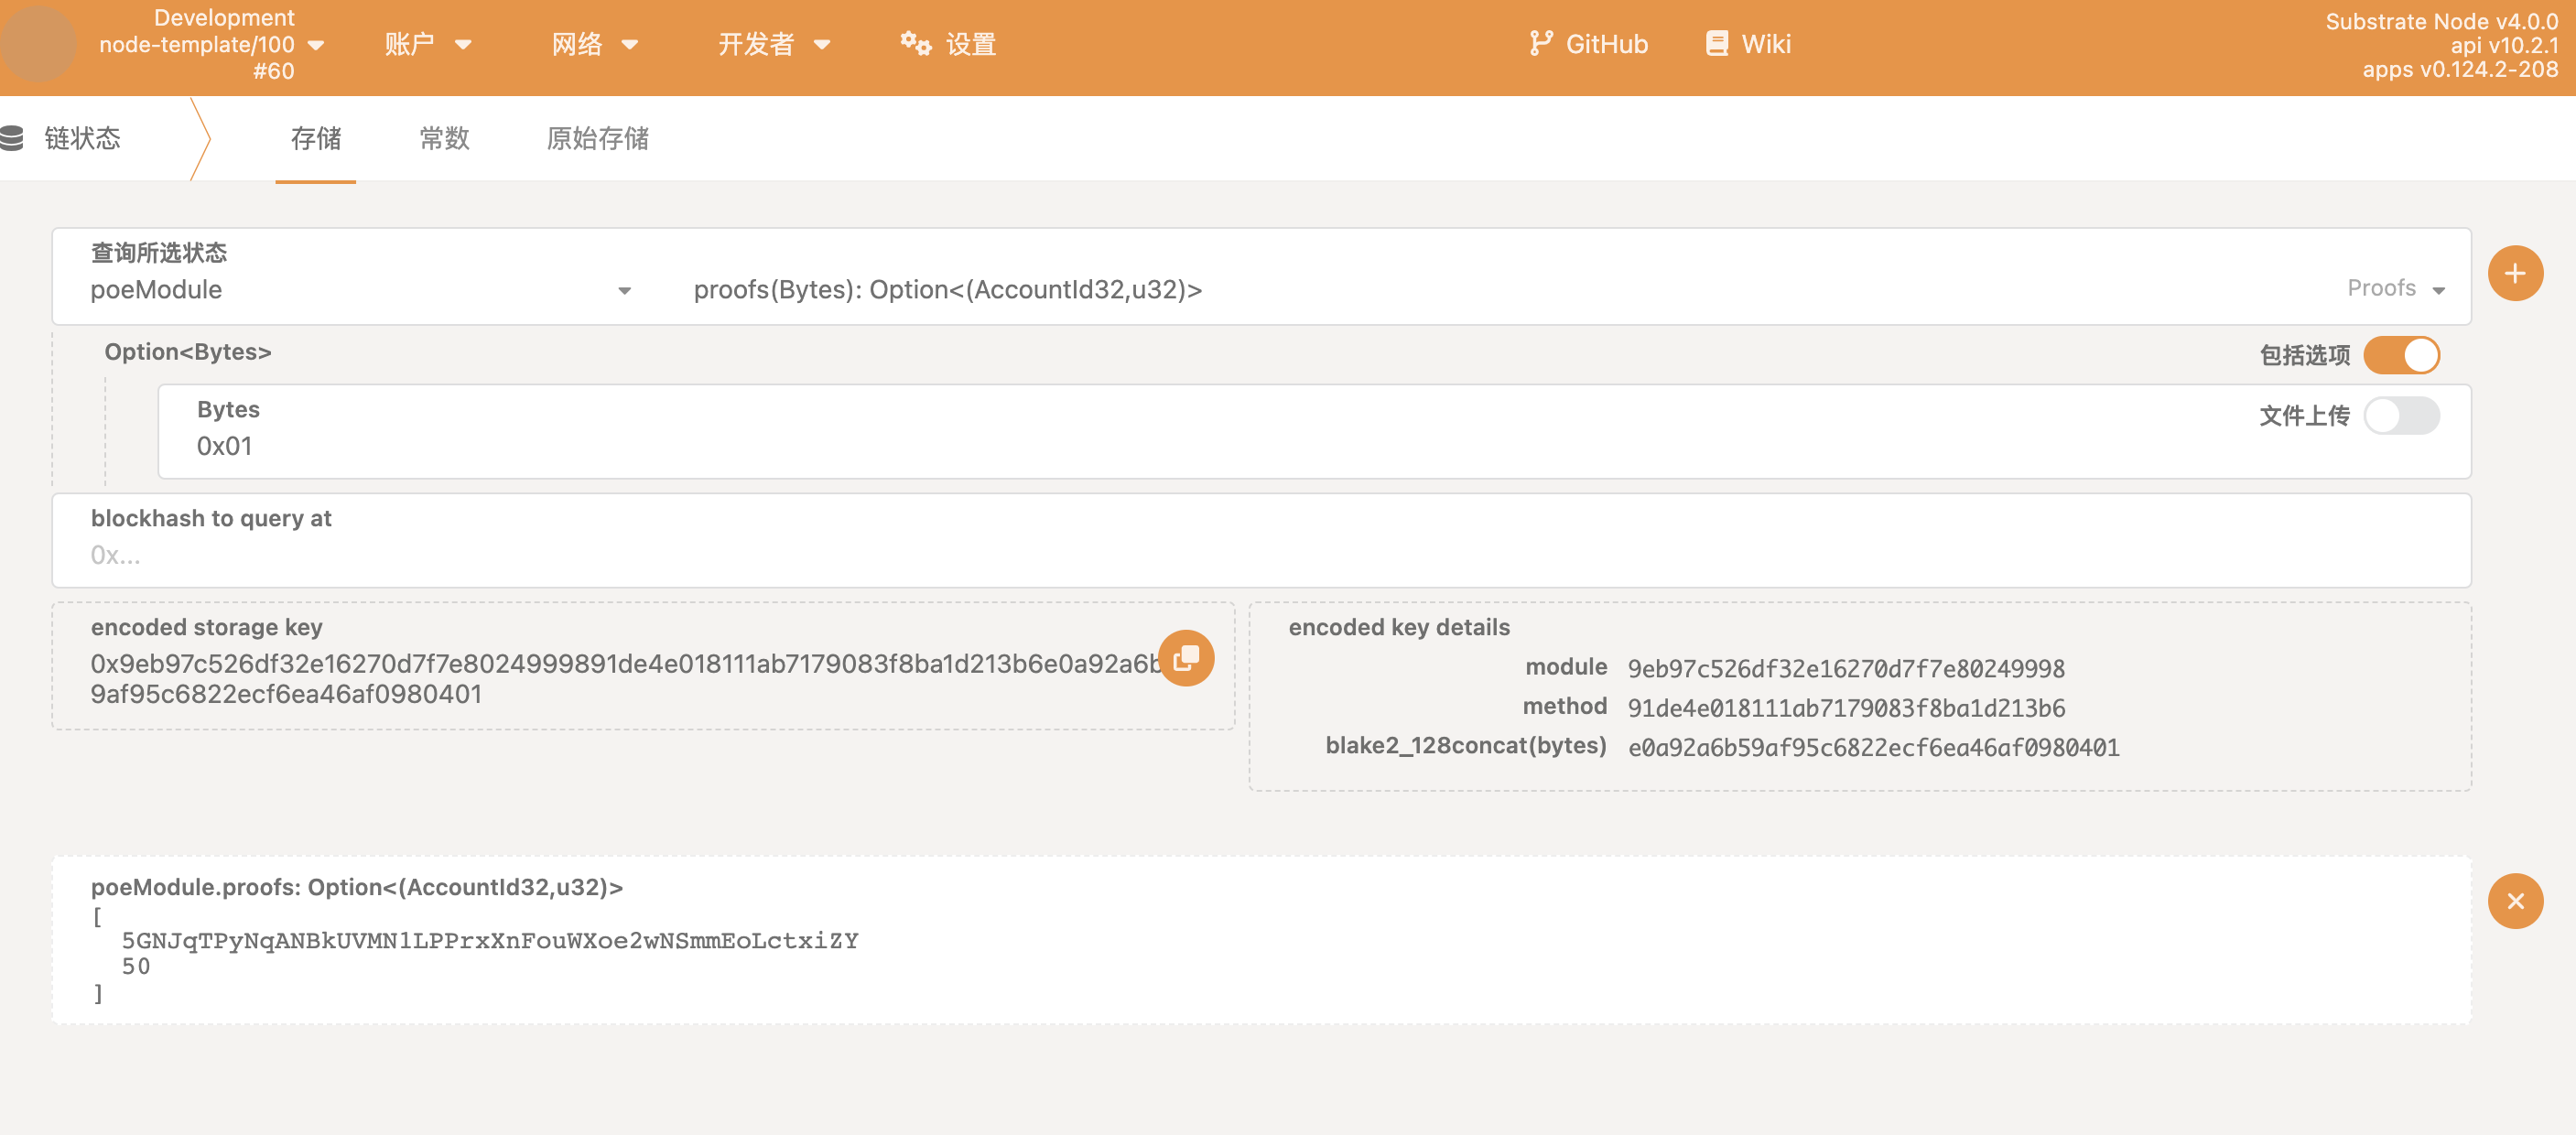 Development
node-template/100
#60
账户
网络
开发者
设置
GitHub
Wiki
Substrate Node v4.0.0
api v10.2.1
apps v0.124.2-208
链状态
存储
常数
原始存储
查询所选状态
poeModule
proofs(Bytes): Option<(AccountId32,u32)>
Proofs
Option<Bytes>
包括选项
Bytes
0x01
文件上传
blockhash to query at
0x...
encoded storage key
0x9eb97c526df32e16270d7f7e8024999891de4e018111ab7179083f8ba1d213b6e0a92a6b5
9af95c6822ecf6ea46af0980401
encoded key details
module 9eb97c526df32e16270d7f7e80249998
method 91de4e018111ab7179083f8ba1d213b6
blake2_128concat(bytes) e0a92a6b59af95c6822ecf6ea46af0980401
poeModule.proofs: Option<(AccountId32,u32)>
[
5GNJqTPyNqANBkUVMN1LPPrxXnFouWXoe2wNSmmEoLctxiZY
50
]